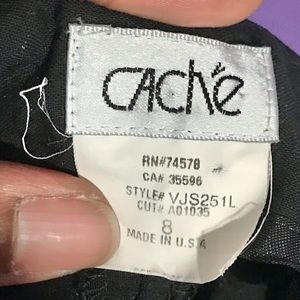 CAChé
RN#74578
CA# 35596
STYLE# VJS251L
CUT# A01035
8
MADE IN U.S.A